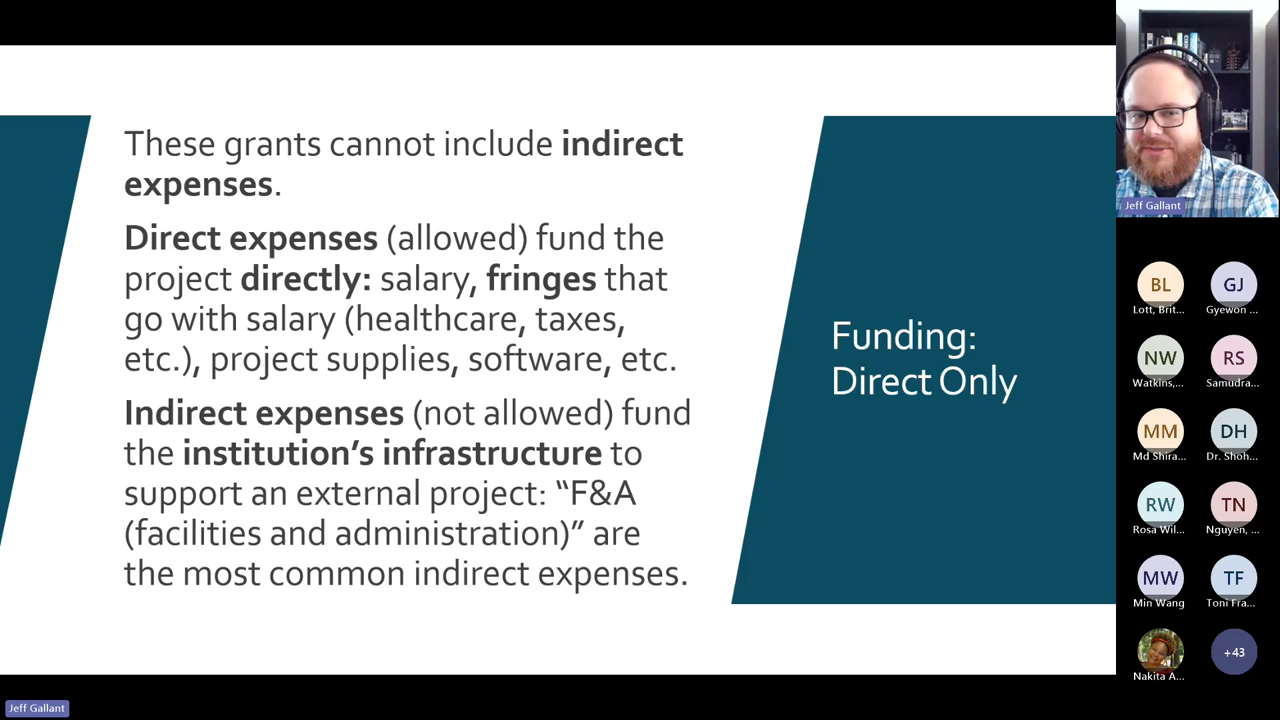 These grants cannot include indirect
expenses.
Direct expenses (allowed) fund the
project directly: salary, fringes that
go with salary (healthcare, taxes,
etc.), project supplies, software, etc.
Indirect expenses (not allowed) fund
the institution’s infrastructure to
support an external project: “F&A
(facilities and administration)” are
the most common indirect expenses.
Funding:
Direct Only
Jeff Gallant
BL
Lott, Brit...
GJ
Gyewon ...
NW
Watkins,...
RS
Samudra...
MM
Md Shira...
DH
Dr. Shoh...
RW
Rosa Wil...
TN
Nguyen, ...
MW
Min Wang
TF
Toni Fra...
Nakita A...
+43
Jeff Gallant